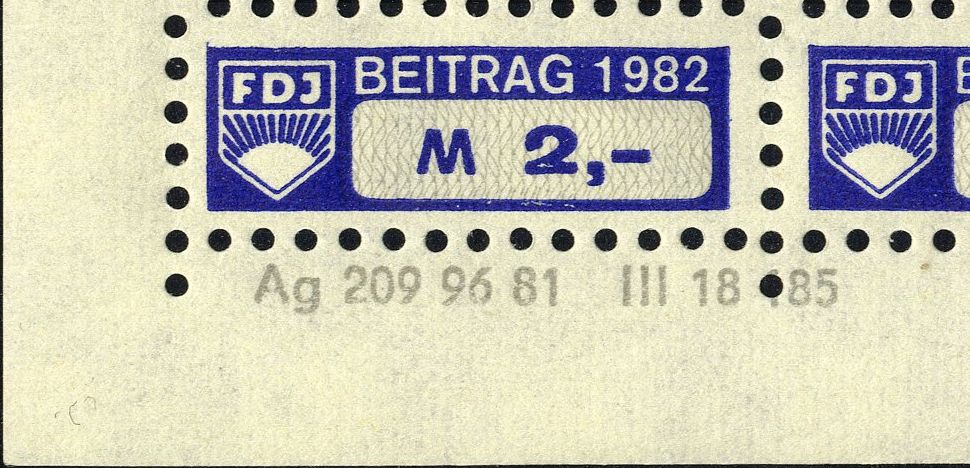 FDJ BEITRAG 1982
M 2,-
FDJ
Ag 209 96 81 III 18 185